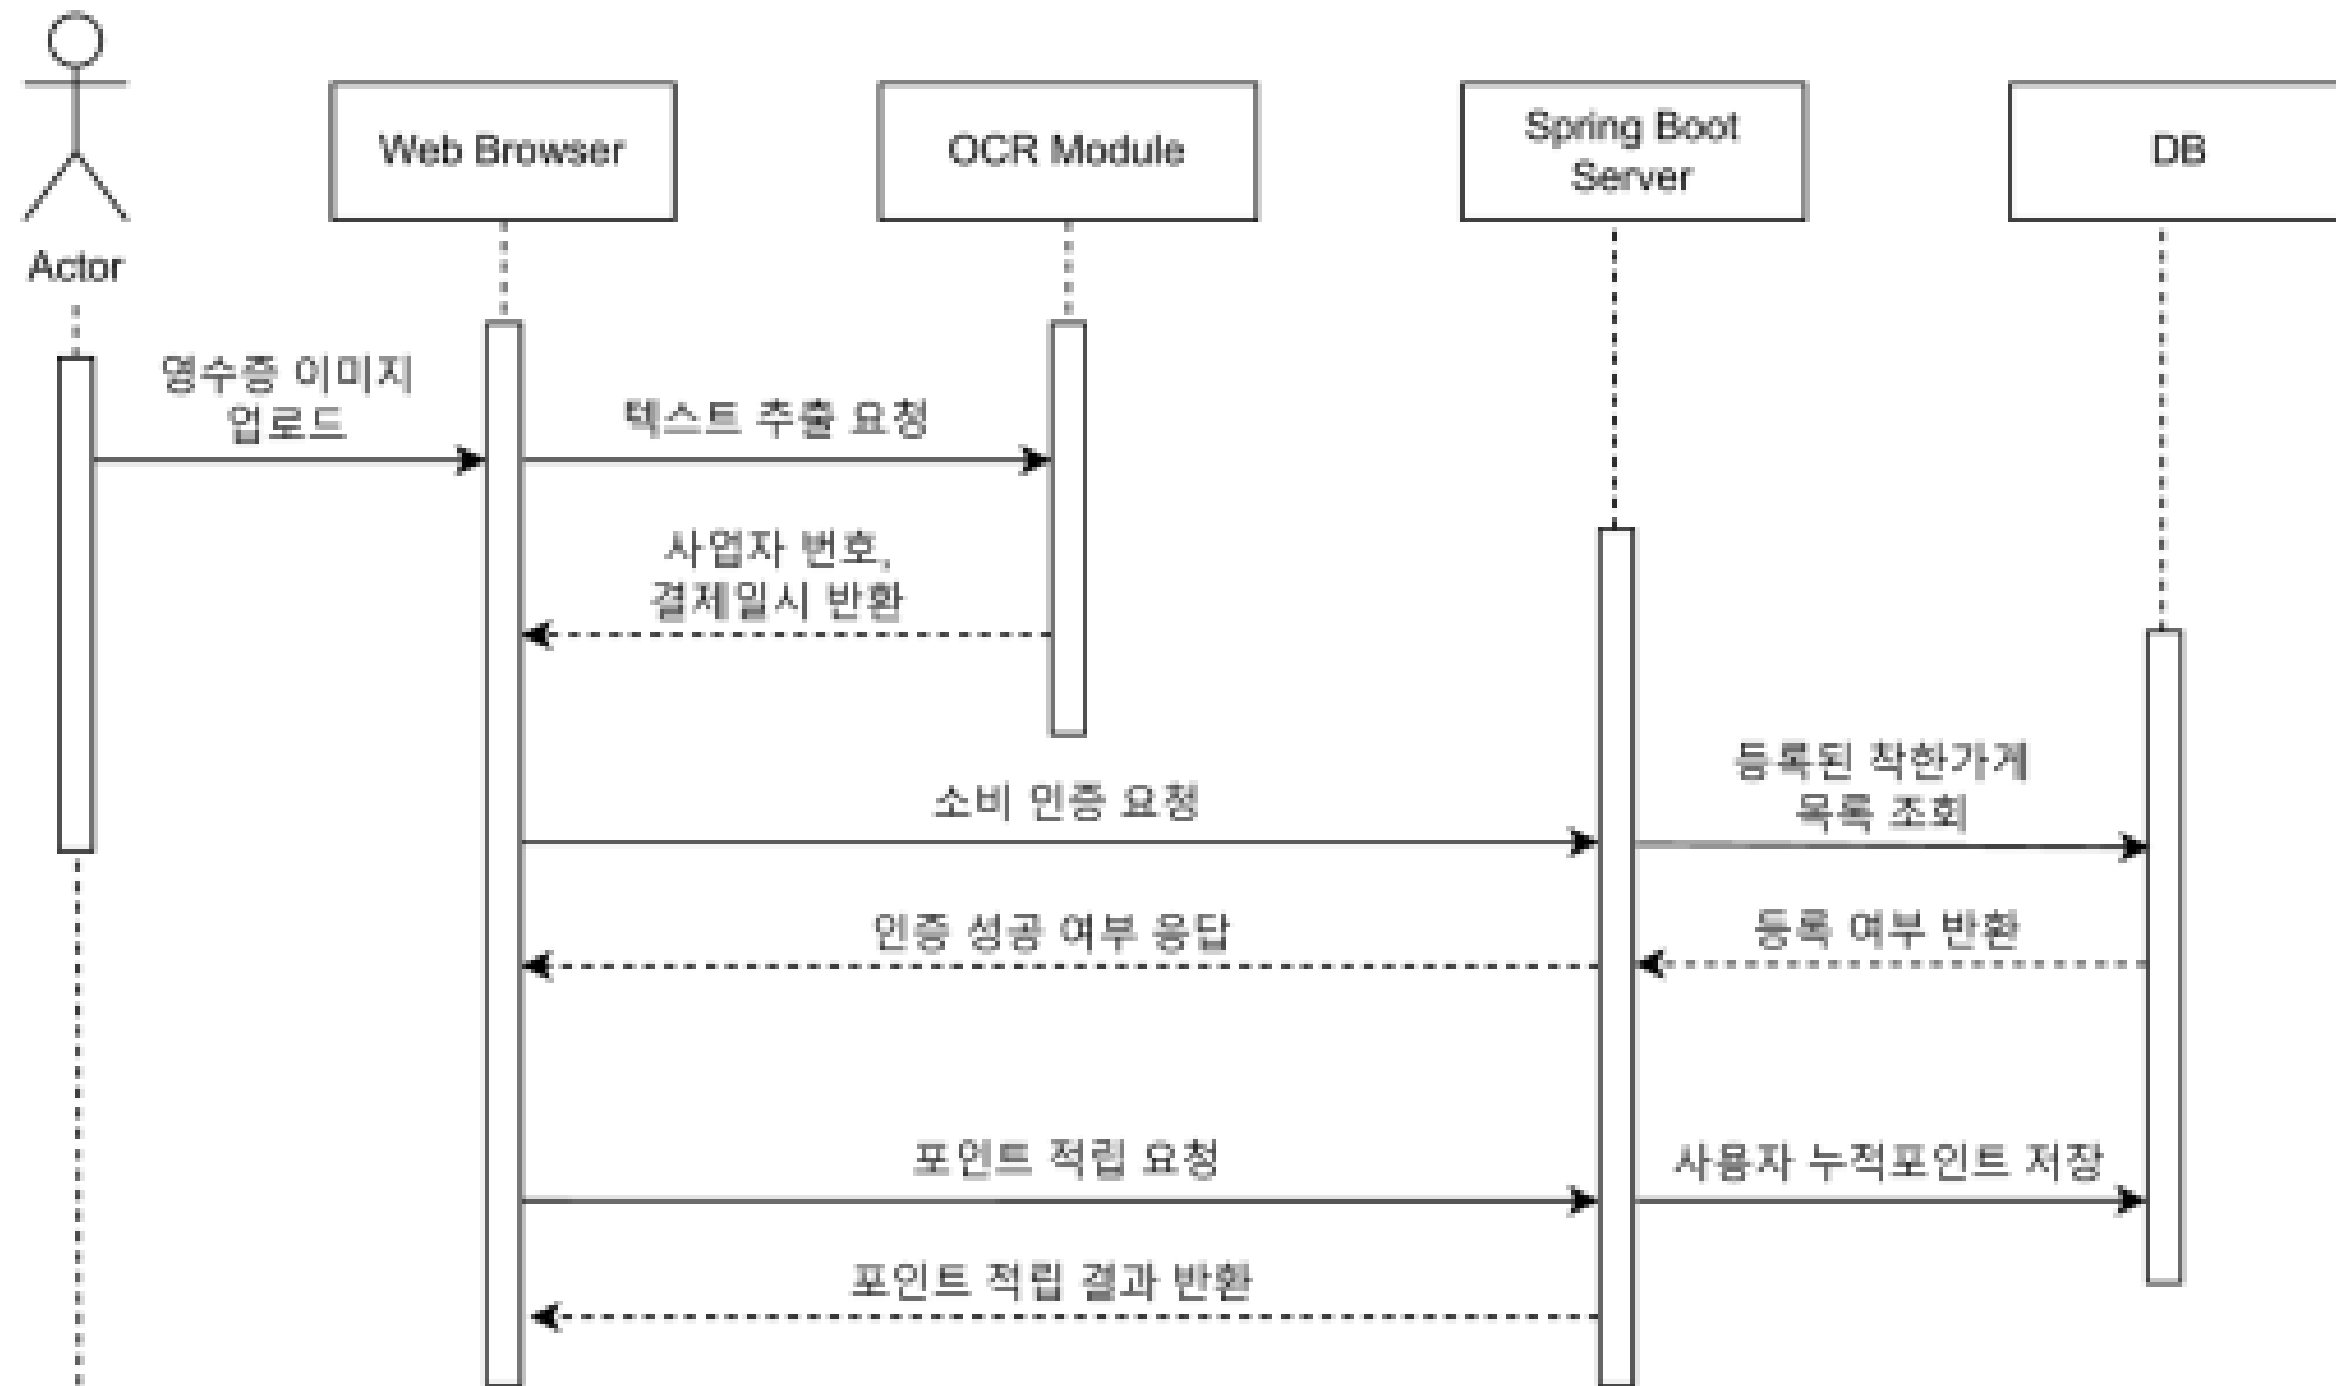 Web Browser
OCR Module
Spring Boot
Server
DB
Actor
영수증 이미지
업로드
텍스트 추출 요청
사업자 번호,
결제일시 반환
소비 인증 요청
등록된 착한가게
목록 조회
인증 성공 여부 응답
등록 여부 반환
포인트 적립 요청
사용자 누적포인트 저장
포인트 적립 결과 반환